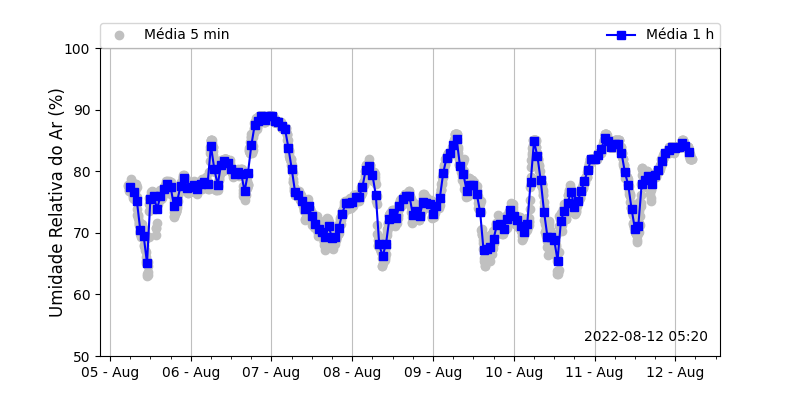 Média 5 min
Média 1 h
Umidade Relativa do Ar (%)
100
90
80
70
60
50
2022-08-12 05:20
05 - Aug
06 - Aug
07 - Aug
08 - Aug
09 - Aug
10 - Aug
11 - Aug
12 - Aug